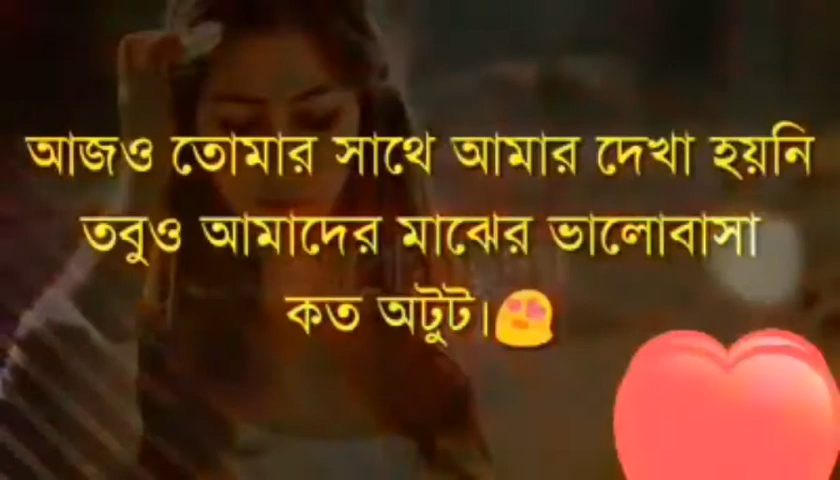 আজও তোমার সাথে আমার দেখা হয়নি
তবুও আমাদের মাঝের ভালোবাসা
কত অটুট।😍